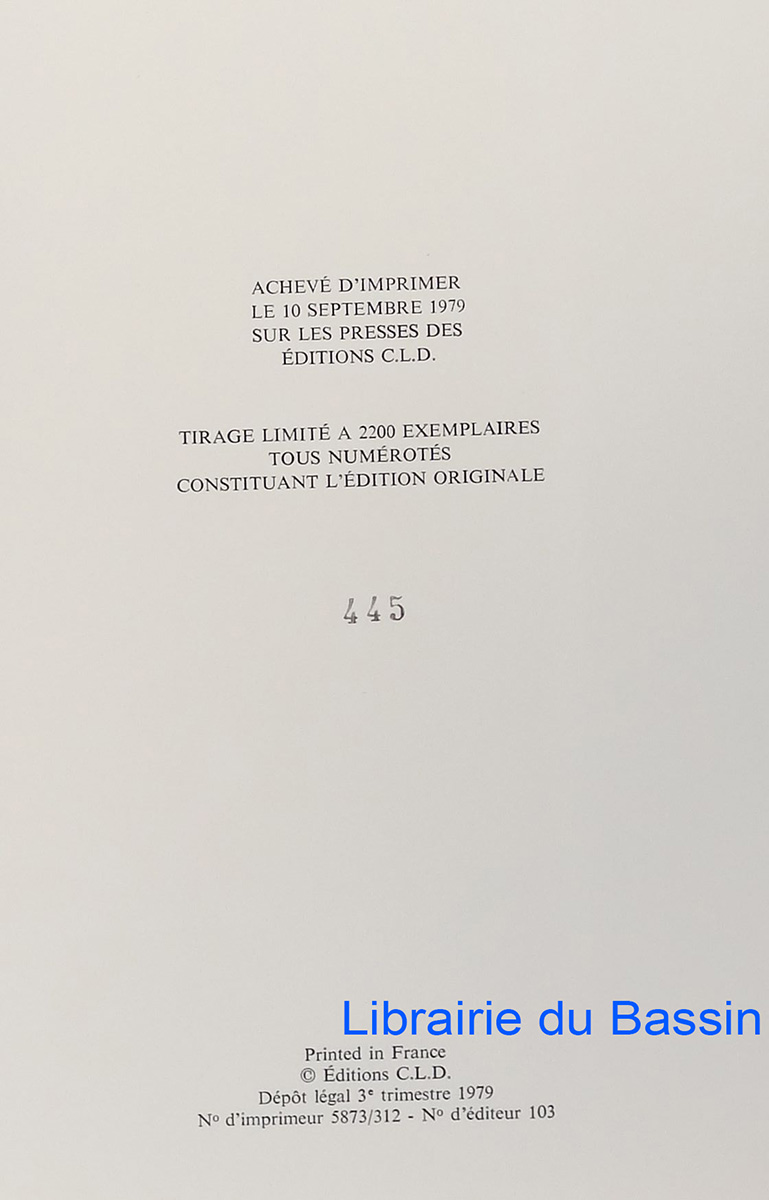 ACHEVÉ D'IMPRIMER
LE 10 SEPTEMBRE 1979
SUR LES PRESSES DES
ÉDITIONS C.L.D.
TIRAGE LIMITÉ A 2200 EXEMPLAIRES
TOUS NUMÉROTÉS
CONSTITUANT L'ÉDITION ORIGINALE
445
Librairie du Bassin
Printed in France
© Éditions C.L.D.
Dépôt légal 3e trimestre 1979
No d'imprimeur 5873/312 - No d'éditeur 103